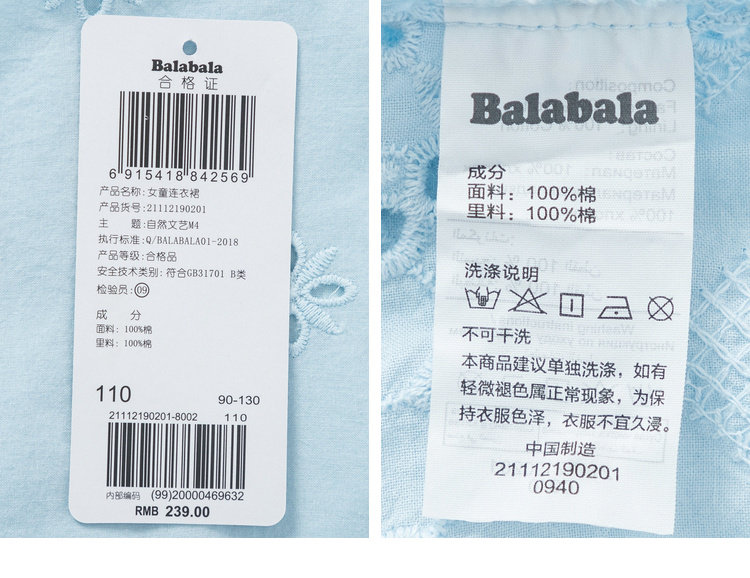 Balabala
合格证
6 915418 842569
产品名称:女童连衣裙
产品货号:21112190201
主 题:自然文艺M4
执行标准:Q/BALABALA01-2018
产品等级:合格品
安全技术类别:符合GB31701 B类
检验员:09
成 分
面料:100%棉
里料:100%棉
110 90-130
21112190201-8002 110
内部编码 (99)20000469632
RMB 239.00
Balabala
成分
面料:100%棉
里料:100%棉
洗涤说明
不可干洗
本商品建议单独洗涤,如有
轻微褪色属正常现象,为保
持衣服色泽,衣服不宜久浸。
中国制造
21112190201
0940